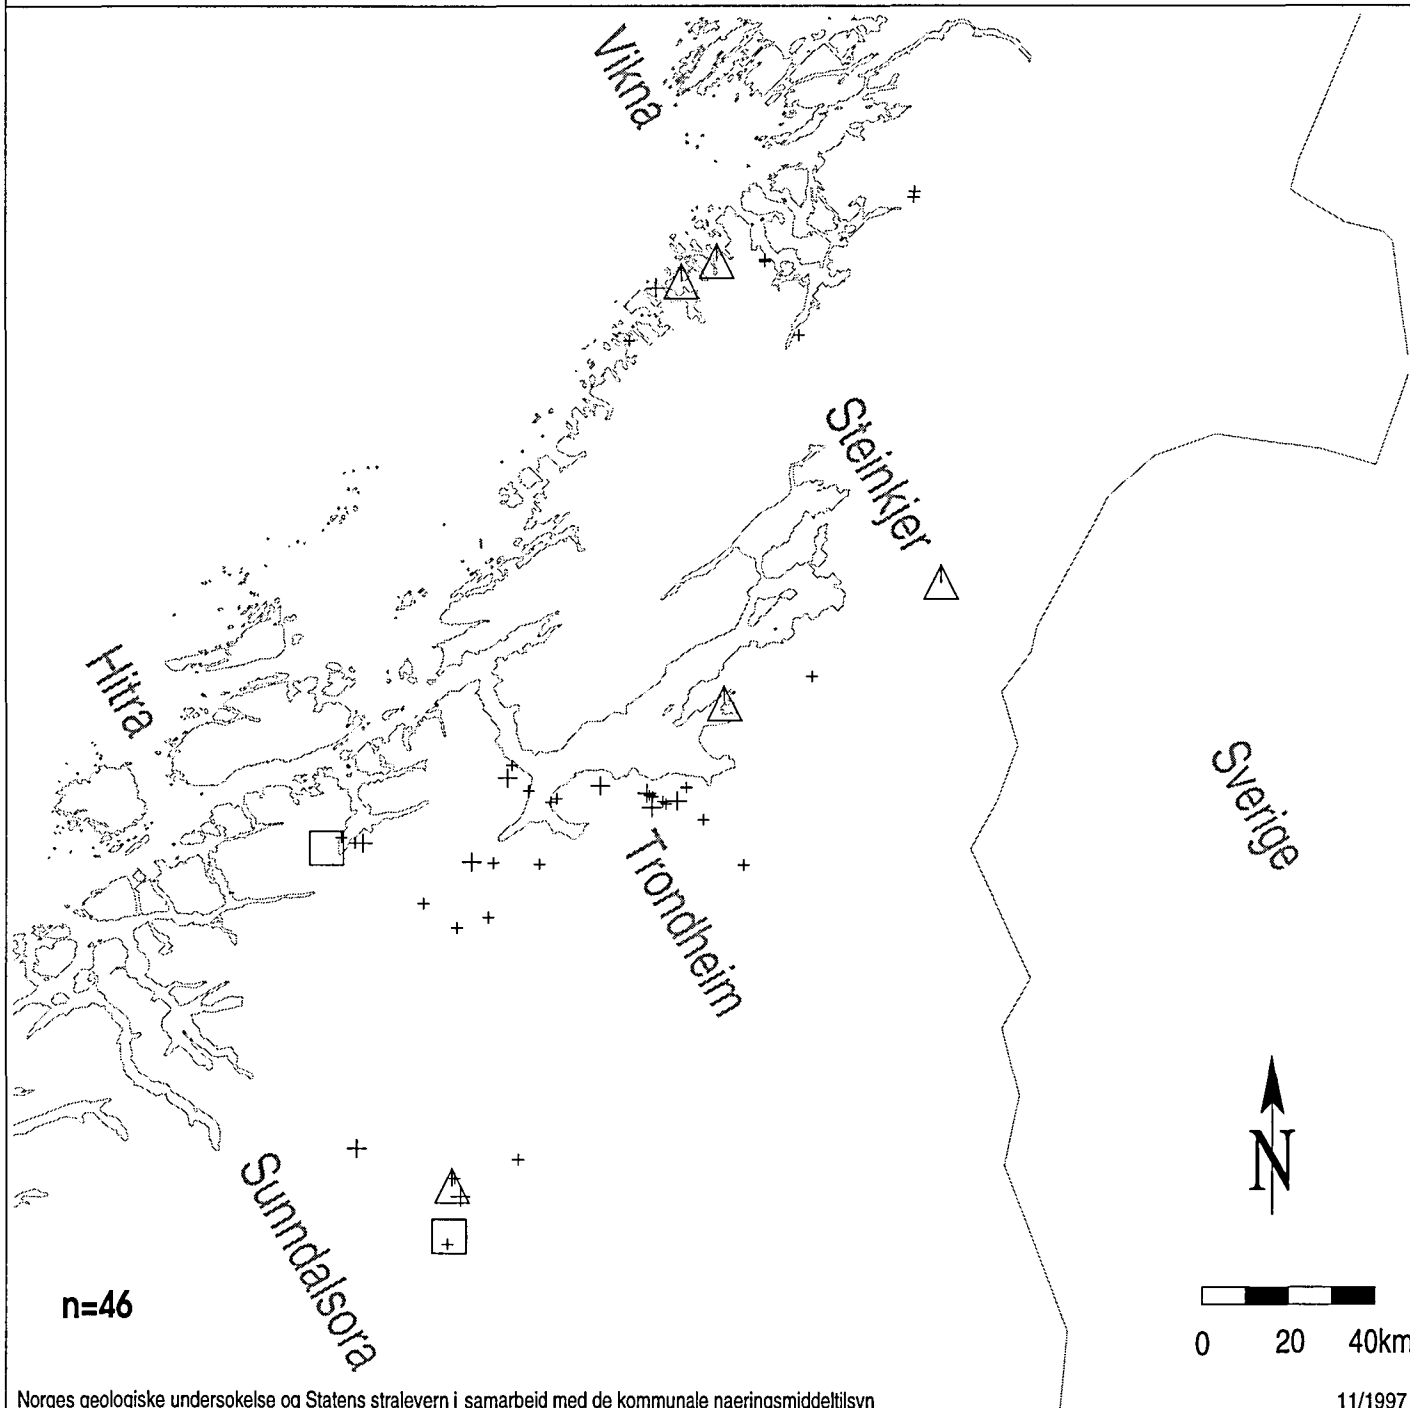 Vikna
Steinkjer
Hitra
Sverige
Trondheim
N
Sunndalsora
n=46
0 20 40km
Norges geologiske undersokelse og Statens stralevern i samarbeid med de kommunale naeringsmiddeltilsyn 11/1997